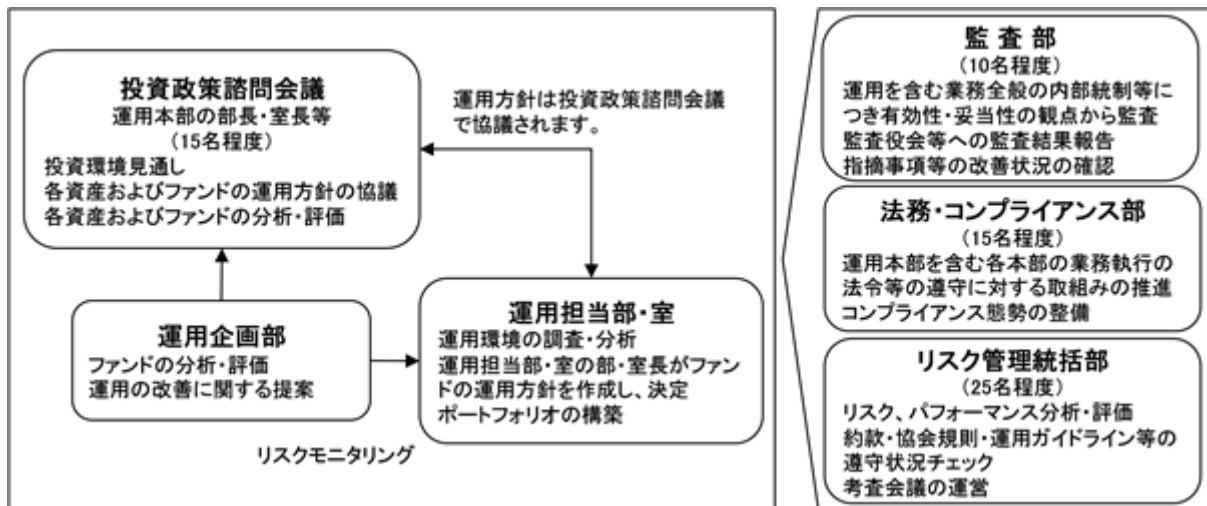 投資政策諮問会議
運用本部の部長・室長等
(15名程度)
投資環境見通し
各資産およびファンドの運用方針の協議
各資産およびファンドの分析・評価
運用方針は投資政策諮問会議
で協議されます。
運用企画部
ファンドの分析・評価
運用の改善に関する提案
運用担当部・室
運用環境の調査・分析
運用担当部・室の部・室長がファン
ドの運用方針を作成し、決定
ポートフォリオの構築
リスクモニタリング
監 査 部
(10名程度)
運用を含む業務全般の内部統制等に
つき有効性・妥当性の観点から監査
監査役会等への監査結果報告
指摘事項等の改善状況の確認
法務・コンプライアンス部
(15名程度)
運用本部を含む各本部の業務執行の
法令等の遵守に対する取組みの推進
コンプライアンス態勢の整備
リスク管理統括部
(25名程度)
リスク、パフォーマンス分析・評価
約款・協会規則・運用ガイドライン等の
遵守状況チェック
考査会議の運営